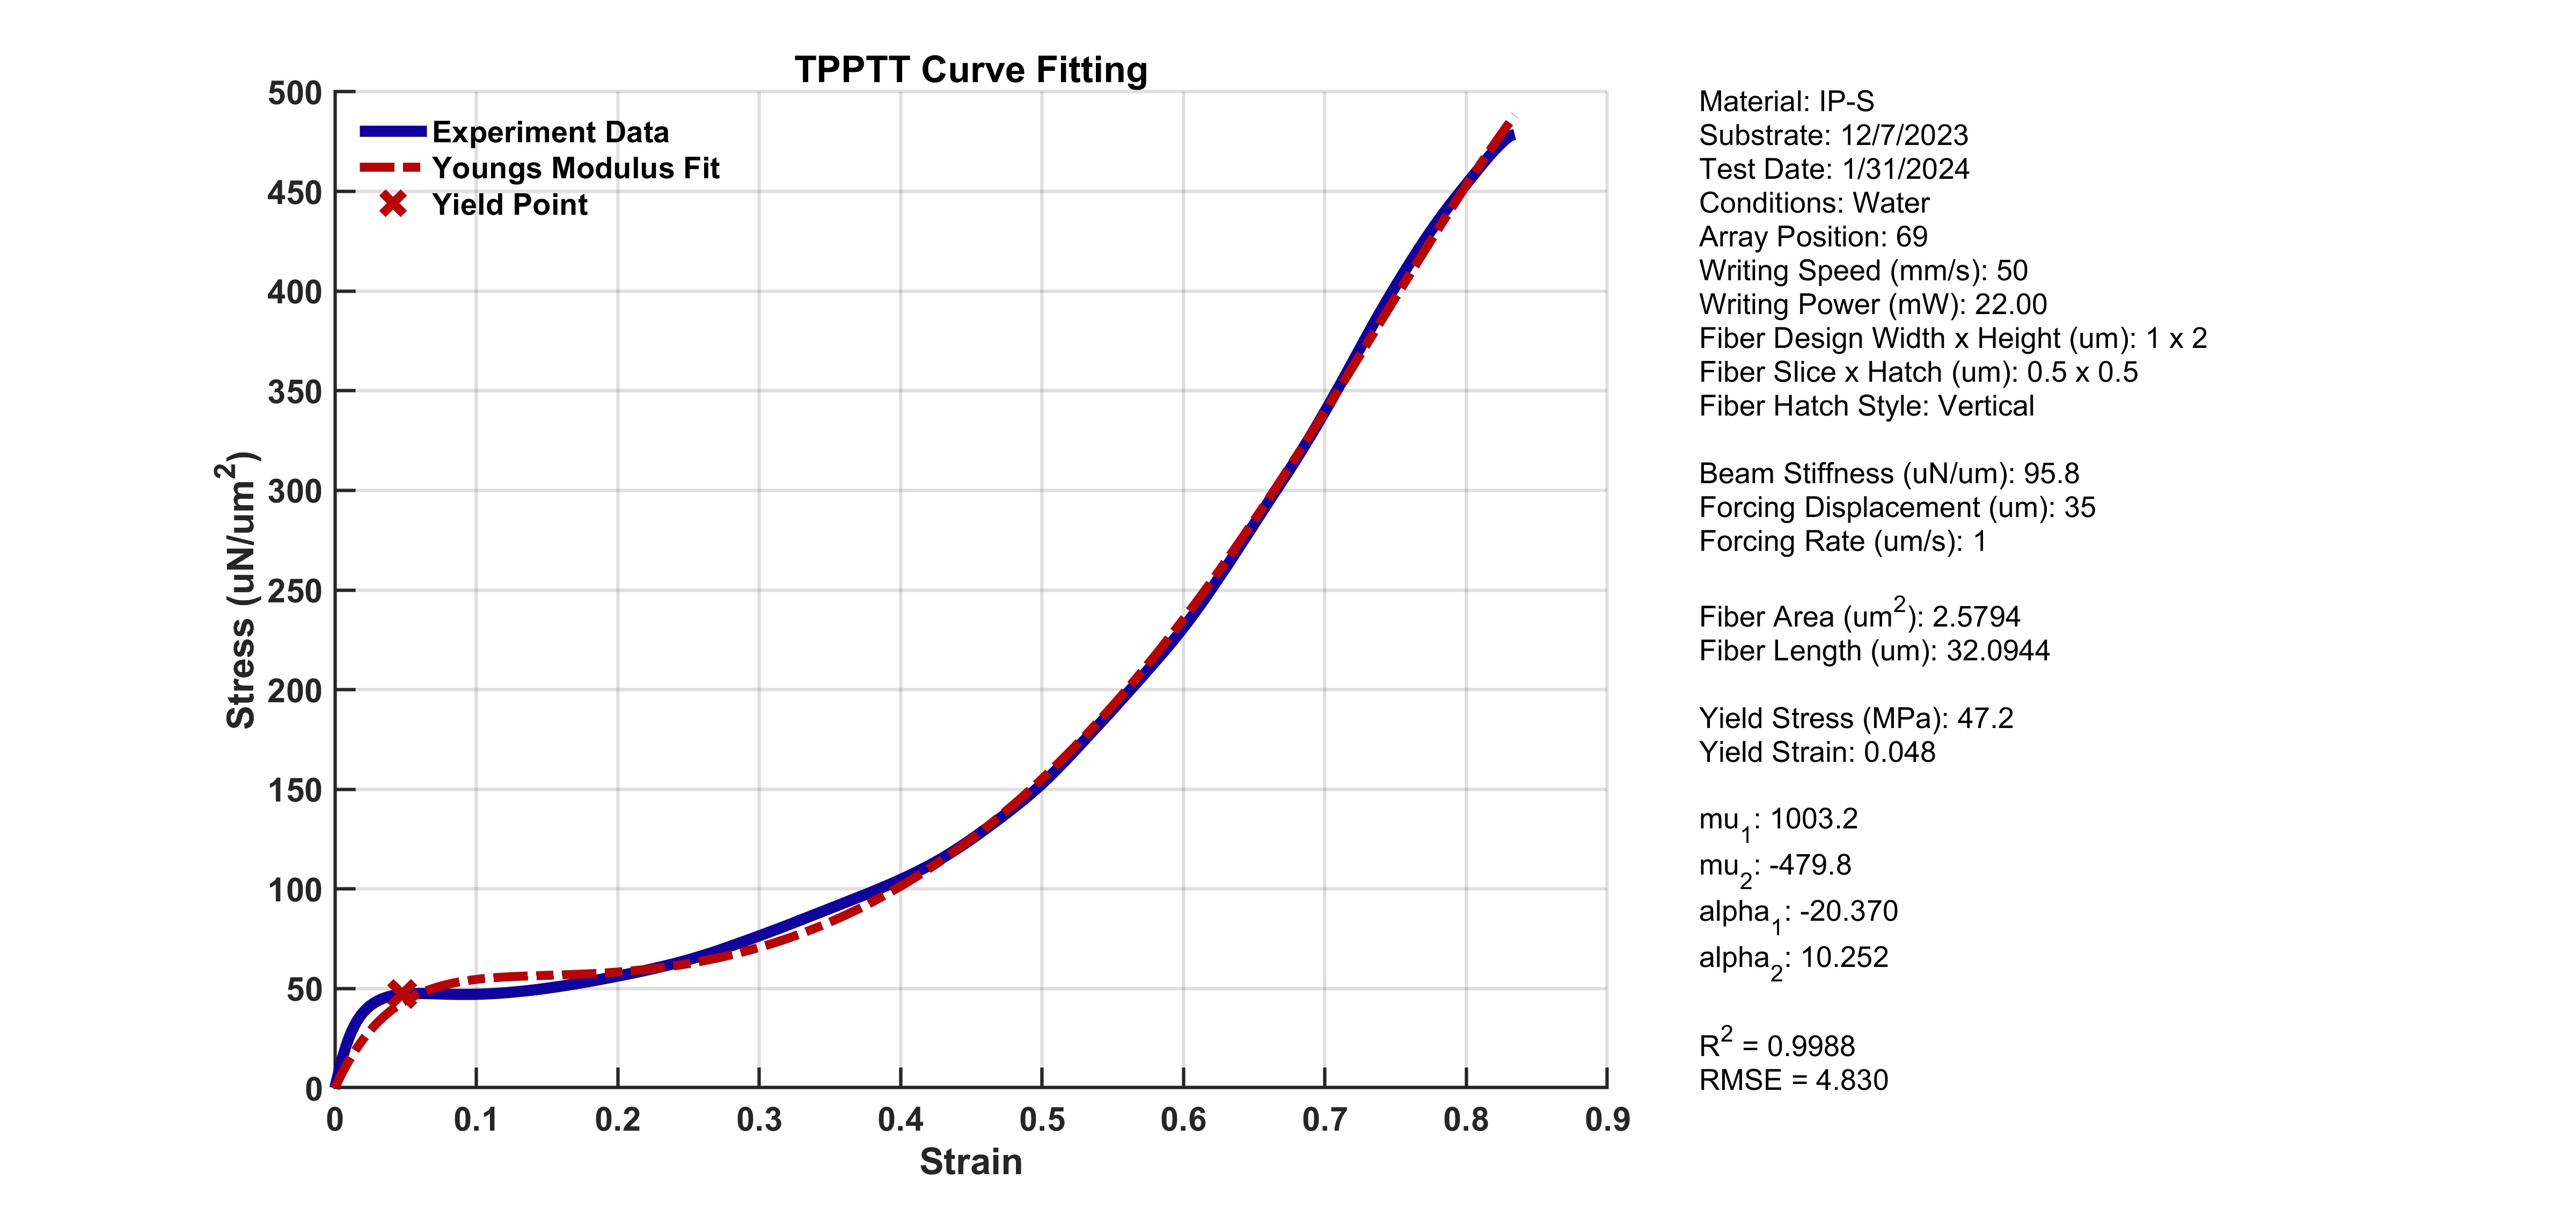 TPPTT Curve Fitting
Experiment Data
Youngs Modulus Fit
Yield Point
500
450
400
350
300
250
200
150
100
50
0
Stress (uN/um²)
0 0.1 0.2 0.3 0.4 0.5 0.6 0.7 0.8 0.9
Strain
Material: IP-S
Substrate: 12/7/2023
Test Date: 1/31/2024
Conditions: Water
Array Position: 69
Writing Speed (mm/s): 50
Writing Power (mW): 22.00
Fiber Design Width x Height (um): 1 x 2
Fiber Slice x Hatch (um): 0.5 x 0.5
Fiber Hatch Style: Vertical
Beam Stiffness (uN/um): 95.8
Forcing Displacement (um): 35
Forcing Rate (um/s): 1
Fiber Area (um²): 2.5794
Fiber Length (um): 32.0944
Yield Stress (MPa): 47.2
Yield Strain: 0.048
mu₁: 1003.2
mu₂: -479.8
alpha₁: -20.370
alpha₂: 10.252
R² = 0.9988
RMSE = 4.830